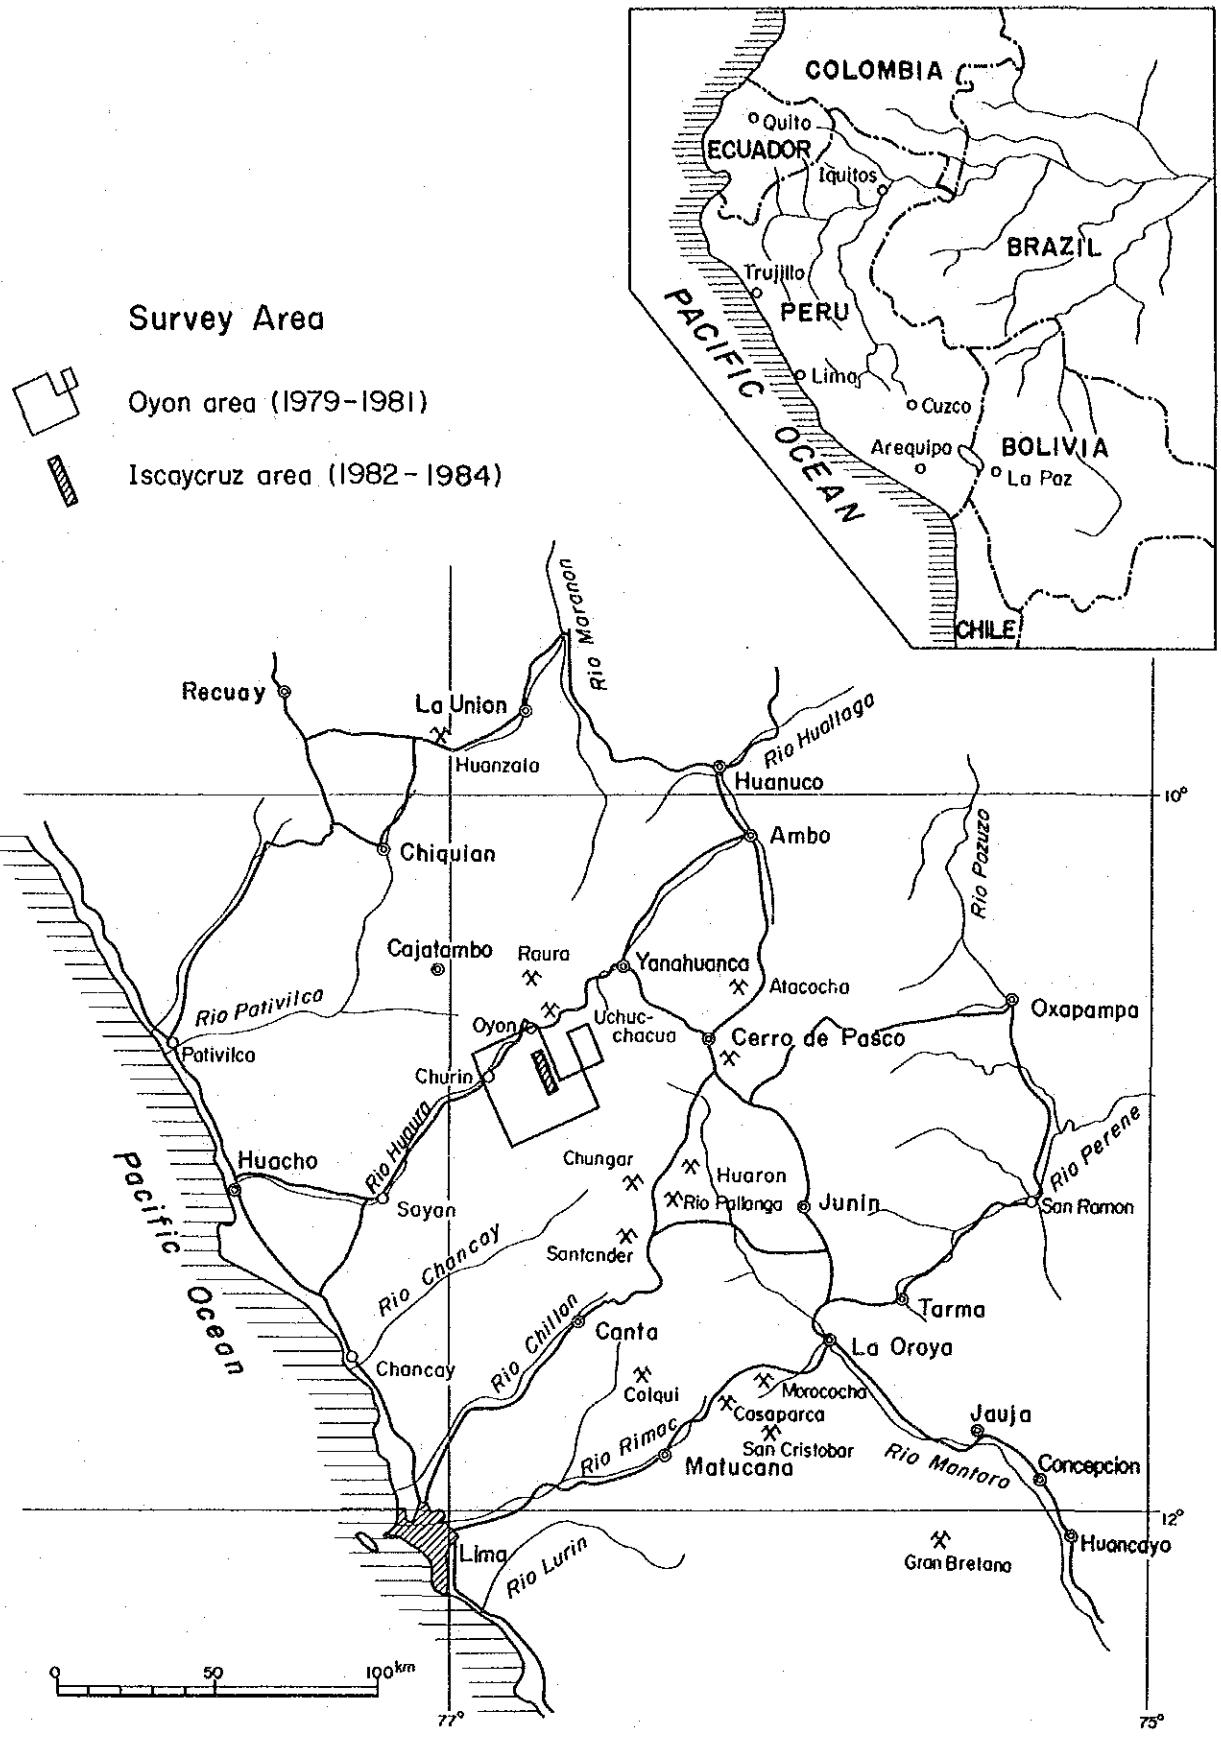 COLOMBIA
Quito
ECUADOR
Iquitos
BRAZIL
Trujillo
PERU
PACIFIC OCEAN
Lima
Cuzco
Arequipa
BOLIVIA
La Paz
CHILE
Survey Area
Oyon area (1979-1981)
Iscaycruz area (1982-1984)
Rio Maranon
Recuay
La Union
Huanzala
Rio Huallaga
Huanuco
10°
Ambo
Chiquian
Rio Pozuzo
Cajatambo
Raura
Yanahuanca
Atacocha
Oxapampa
Rio Pativilca
Oyon
Uchuc-
chacua
Cerro de Pasco
Pativilca
Churin
Rio Huaura
Rio Perene
Huacho
Chungar
Huaron
Rio Pallanga
Junin
San Ramon
Sayan
Pacific Ocean
Santander
Rio Chancay
Rio Chillon
Tarma
Canta
La Oroya
Chancay
Colqui
Morococha
Casaparca
San Cristobar
Jauja
Rio Rimac
Matucana
Rio Mantaro
Concepcion
12°
Lima
Rio Lurin
Gran Bretana
Huancayo
0 50 100km
77° 75°